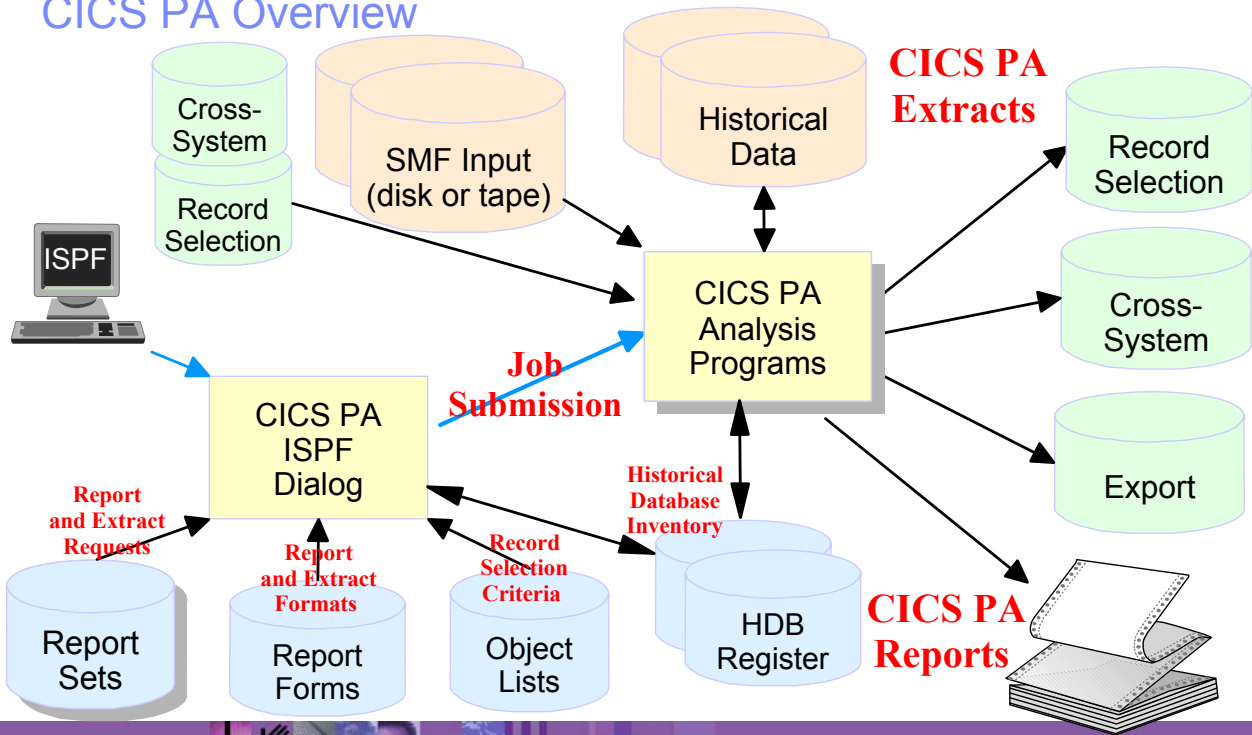 CICS PA Overview
Cross-
System
Record
Selection
SMF Input
(disk or tape)
Historical
Data
CICS PA
Extracts
Record
Selection
ISPF
CICS PA
Analysis
Programs
Cross-
System
Job
Submission
CICS PA
ISPF
Dialog
Export
Report
and Extract
Requests
Report
and Extract
Formats
Record
Selection
Criteria
Historical
Database
Inventory
Report
Sets
Report
Forms
Object
Lists
HDB
Register
CICS PA
Reports